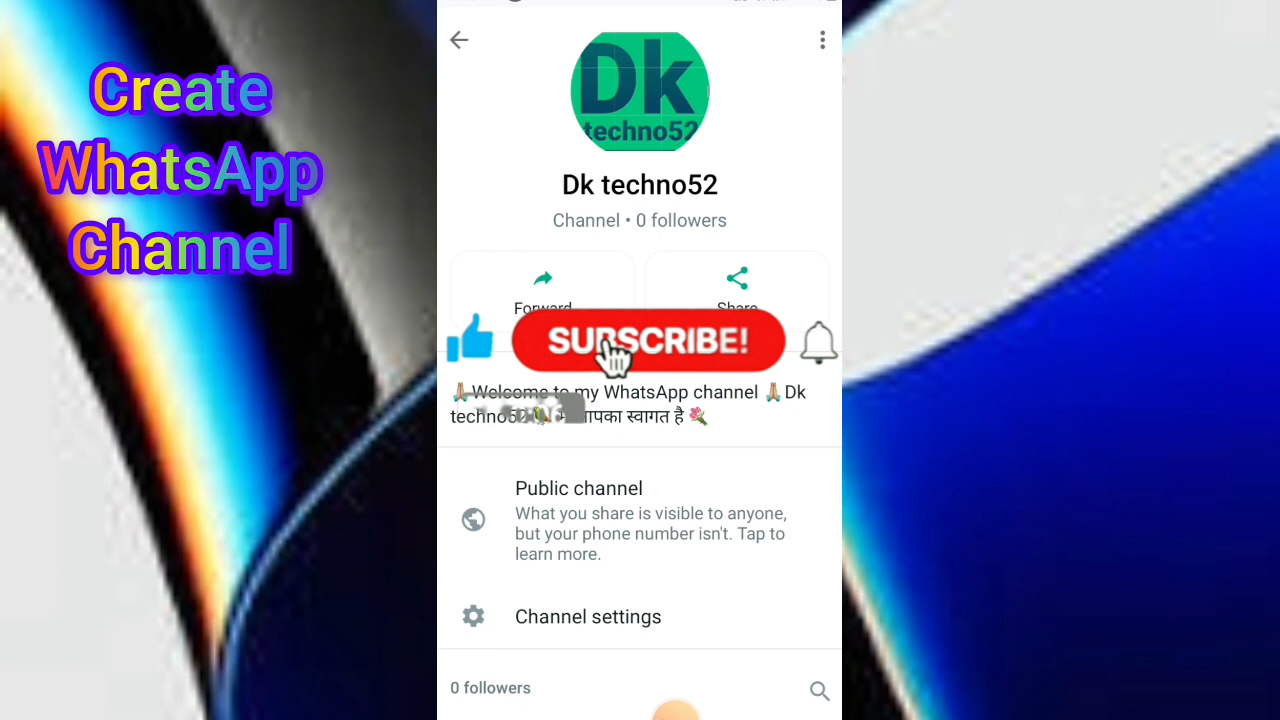 Create
WhatsApp
Channel
Dk
techno52
Dk techno52
Channel • 0 followers
Forward
Share
SUBSCRIBE!
🙏Welcome to my WhatsApp channel 🙏Dk
techno52 आपका स्वागत है 🌷
Public channel
What you share is visible to anyone,
but your phone number isn't. Tap to
learn more.
Channel settings
0 followers